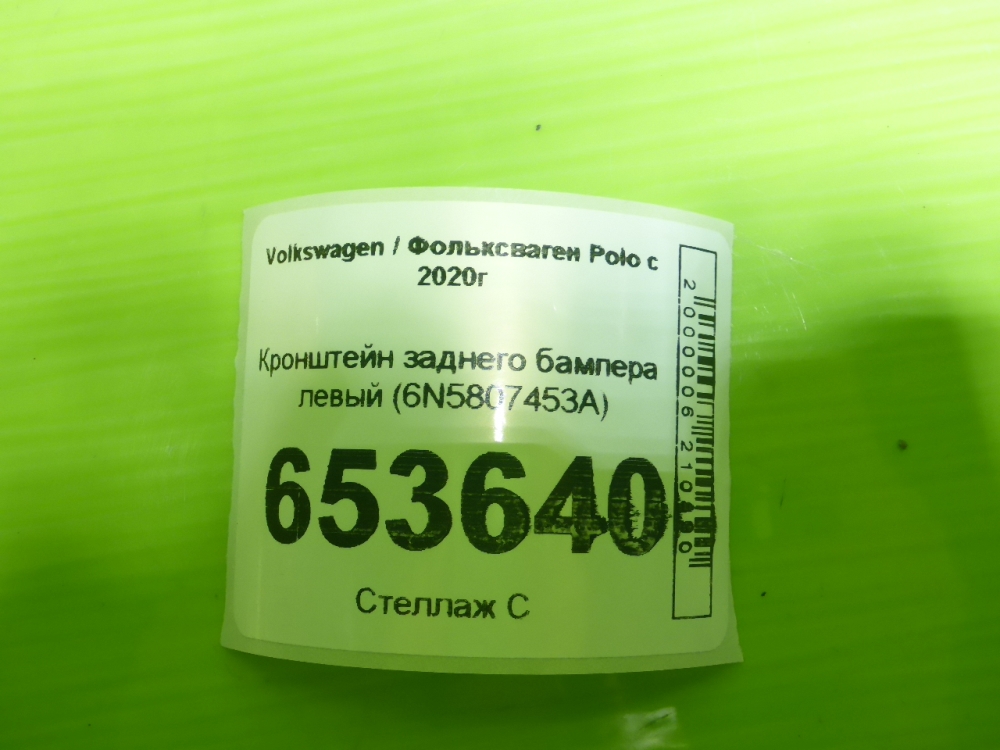 Volkswagen / Фольксваген Polo с
2020г
Кронштейн заднего бампера
левый (6N5807453A)
653640
Стеллаж С